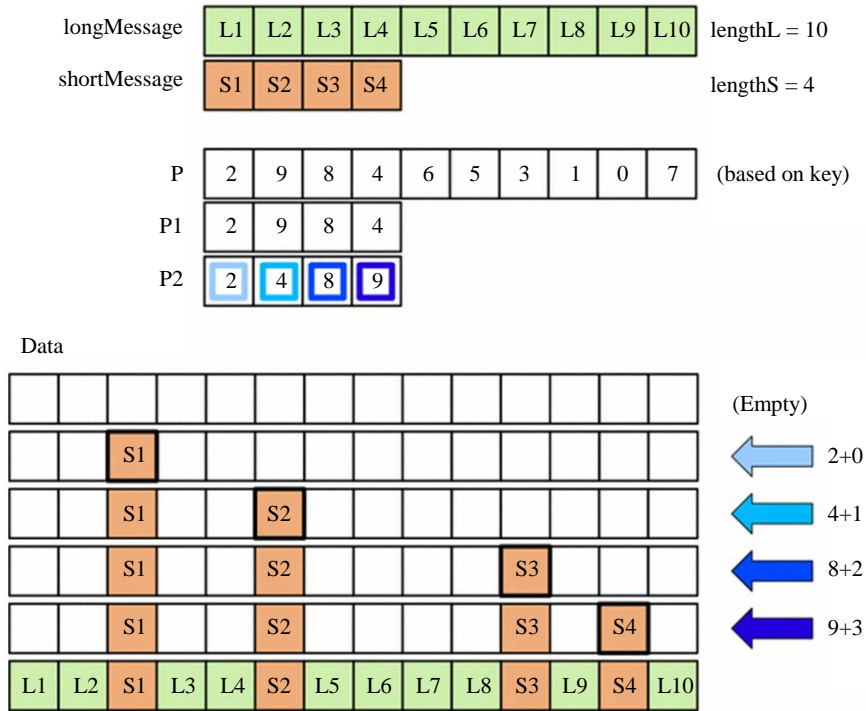 longMessage L1 L2 L3 L4 L5 L6 L7 L8 L9 L10 lengthL = 10
shortMessage S1 S2 S3 S4 lengthS = 4
P 2 9 8 4 6 5 3 1 0 7 (based on key)
P1 2 9 8 4
P2 2 4 8 9
Data
(Empty)
S1 2+0
S1 S2 4+1
S1 S2 S3 8+2
S1 S2 S3 S4 9+3
L1 L2 S1 L3 L4 S2 L5 L6 L7 L8 S3 L9 S4 L10